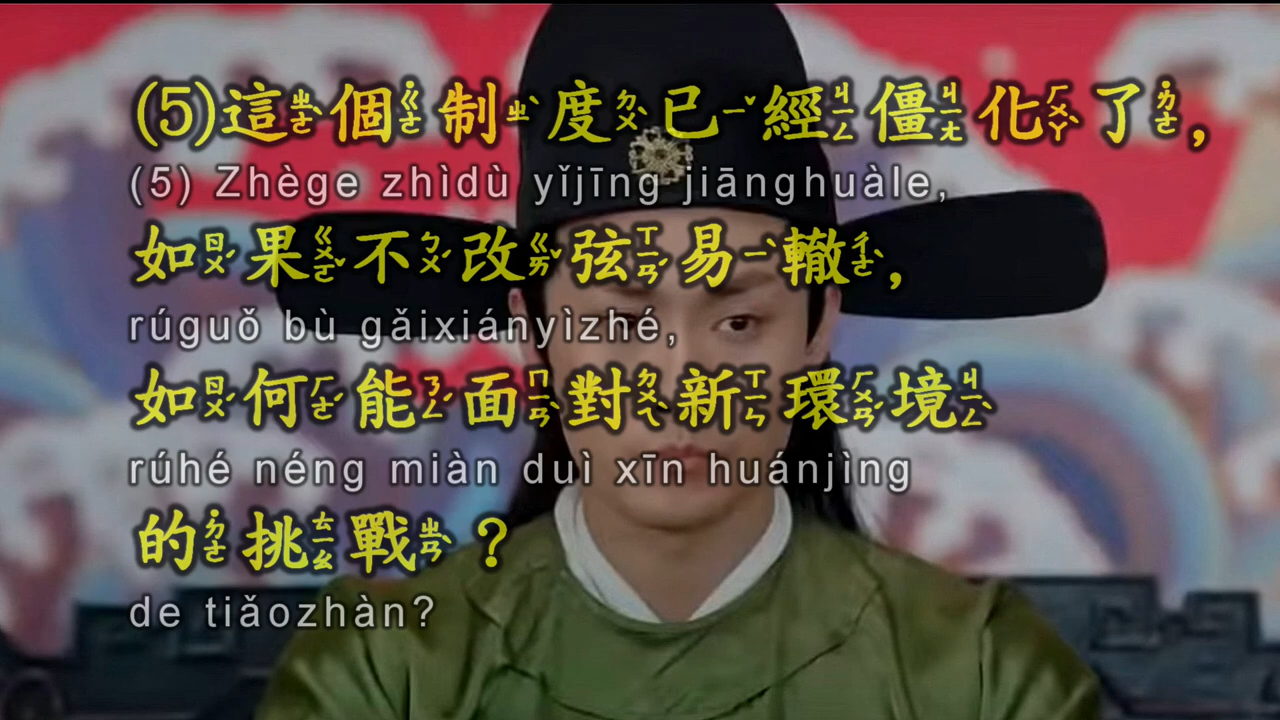 (5)這個制度已經僵化了，
(5) Zhège zhìdù yǐjīng jiānghuàle,
如果不改弦易轍，
rúguǒ bù gǎixiányìzhé,
如何能面對新環境
rúhé néng miàn duì xīn huánjìng
的挑戰？
de tiǎozhàn?